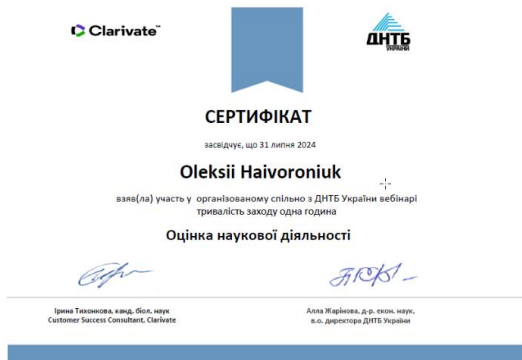 Clarivate™
ДНТБ
УКРАЇНИ
СЕРТИФІКАТ
засвідчує, що 31 липня 2024
Oleksii Haivoroniuk
взяв(ла) участь у організованому спільно з ДНТБ України вебінарі
тривалість заходу одна година
Оцінка наукової діяльності
Ірина Тихонкова, канд. біол. наук
Customer Success Consultant, Clarivate
Алла Жарінова, д-р. екон. наук,
в.о. директора ДНТБ України